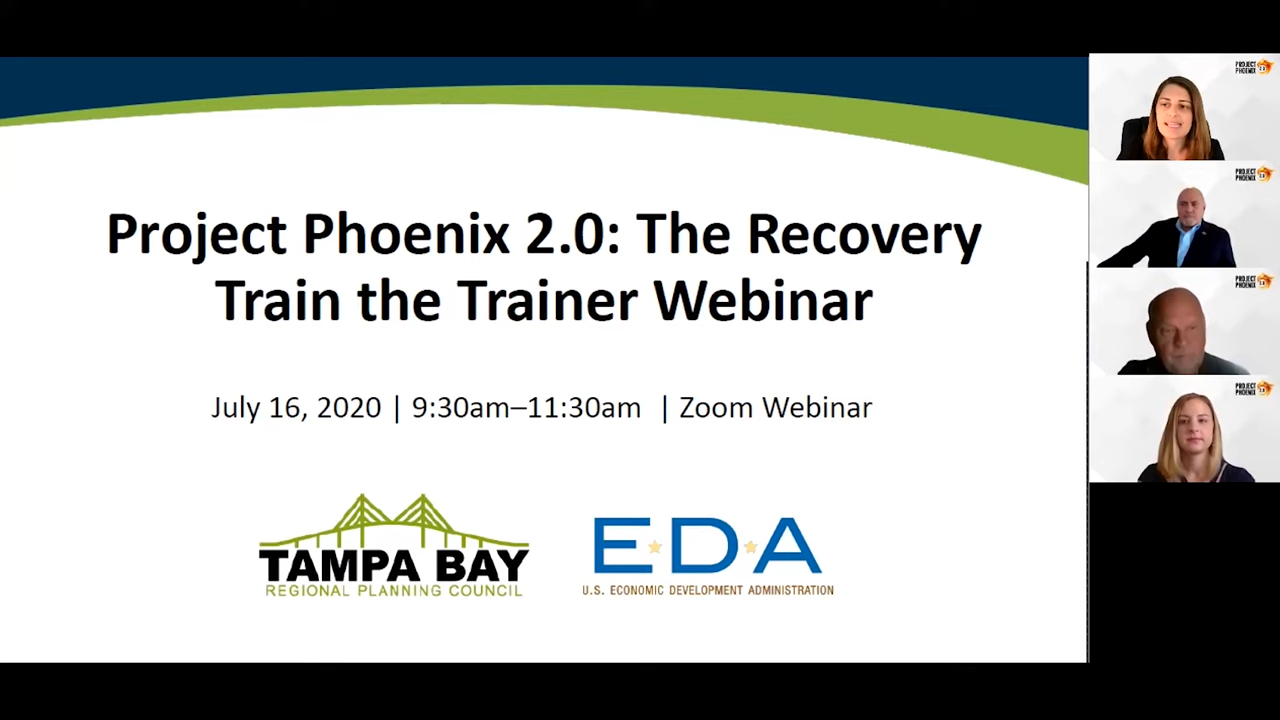 Project Phoenix 2.0: The Recovery
Train the Trainer Webinar
July 16, 2020 | 9:30am–11:30am | Zoom Webinar
TAMPA BAY
REGIONAL PLANNING COUNCIL
EDA
U.S. ECONOMIC DEVELOPMENT ADMINISTRATION
PROJECT
PHOENIX
PROJECT
PHOENIX
PROJECT
PHOENIX
PROJECT
PHOENIX